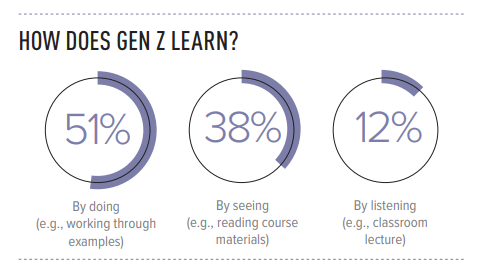 HOW DOES GEN Z LEARN?
51%
38%
12%
By doing
(e.g., working through
examples)
By seeing
(e.g., reading course
materials)
By listening
(e.g., classroom
lecture)